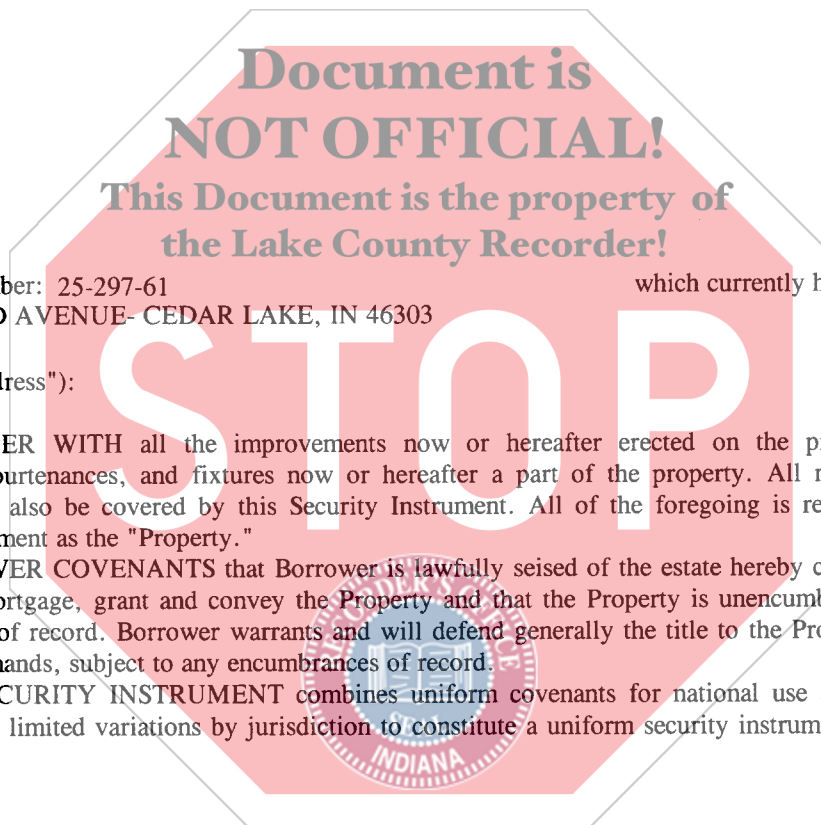 Document is
NOT OFFICIAL!
This Document is the property of
the Lake County Recorder!
ber: 25-297-61 which currently h
AVENUE- CEDAR LAKE, IN 46303
dress"):
STOP
ER WITH all the improvements now or hereafter erected on the p
urtenances, and fixtures now or hereafter a part of the property. All r
also be covered by this Security Instrument. All of the foregoing is re
ment as the "Property."
VER COVENANTS that Borrower is lawfully seised of the estate hereby c
ortgage, grant and convey the Property and that the Property is unencumb
of record. Borrower warrants and will defend generally the title to the Pro
ands, subject to any encumbrances of record.
CURITY INSTRUMENT combines uniform covenants for national use
limited variations by jurisdiction to constitute a uniform security instrum
RECORDER'S OFFICE
SEAL
INDIANA